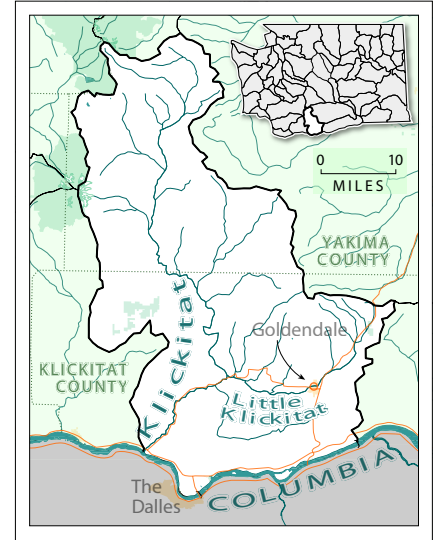 0 10
MILES
YAKIMA
COUNTY
Goldendale
Klickitat
KLICKITAT
COUNTY
Little
Klickitat
The
Dalles
COLUMBIA